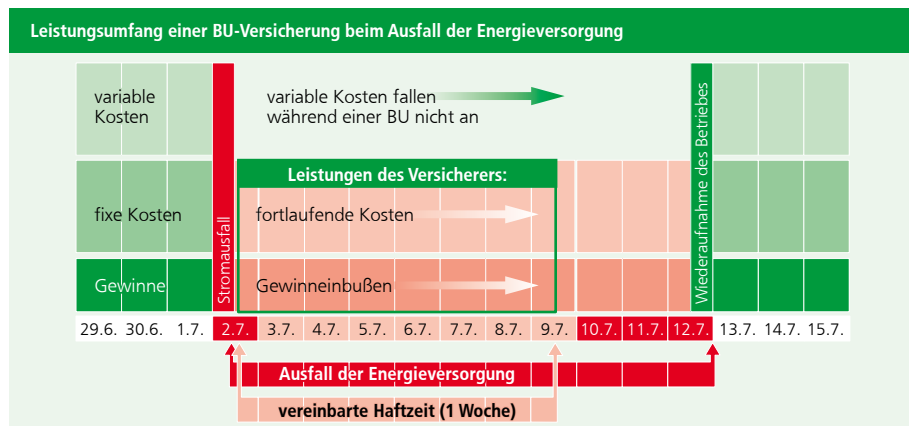 Leistungsumfang einer BU-Versicherung beim Ausfall der Energieversorgung
variable
Kosten
variable Kosten fallen
während einer BU nicht an
Leistungen des Versicherers:
fixe Kosten
fortlaufende Kosten
Gewinne
Gewinneinbußen
Stromausfall
Wiederaufnahme des Betriebes
29.6. 30.6. 1.7. 2.7. 3.7. 4.7. 5.7. 6.7. 7.7. 8.7. 9.7. 10.7. 11.7. 12.7. 13.7. 14.7. 15.7.
Ausfall der Energieversorgung
vereinbarte Haftzeit (1 Woche)